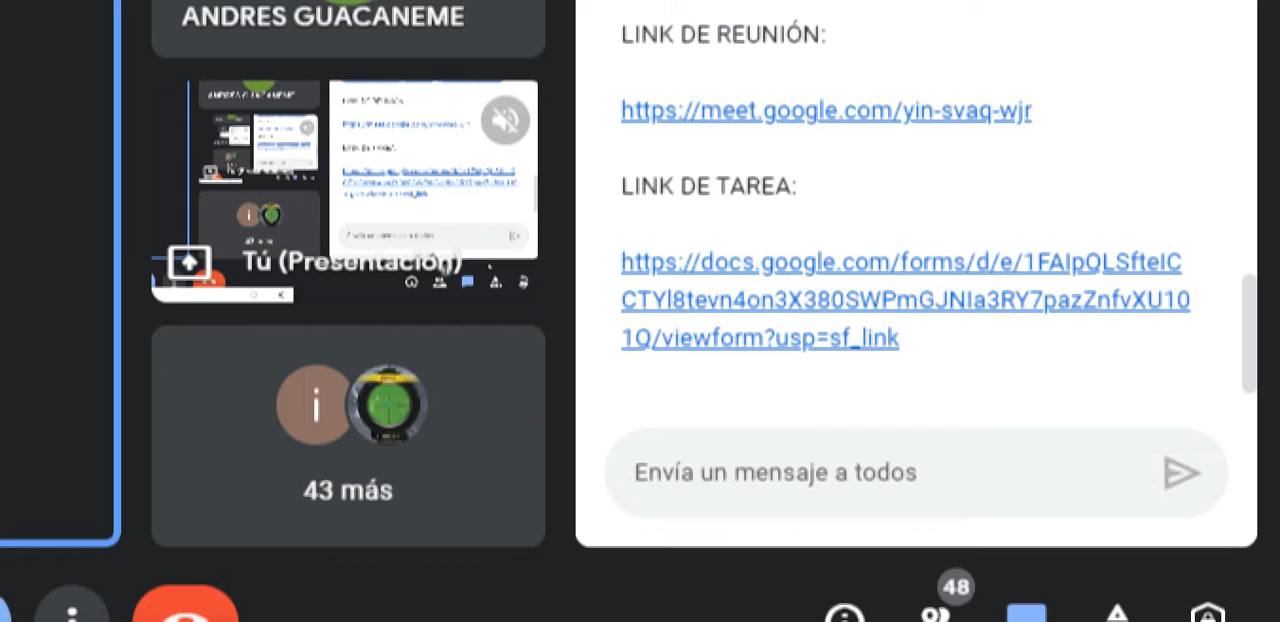 ANDRES GUACANEME
Tú (Presentación)
i
43 más
LINK DE REUNIÓN:
https://meet.google.com/yin-svaq-wjr
LINK DE TAREA:
https://docs.google.com/forms/d/e/1FAIpQLSfteIC
CTYl8tevn4on3X380SWPmGJNIa3RY7pazZnfvXU10
1Q/viewform?usp=sf_link
Envía un mensaje a todos
48